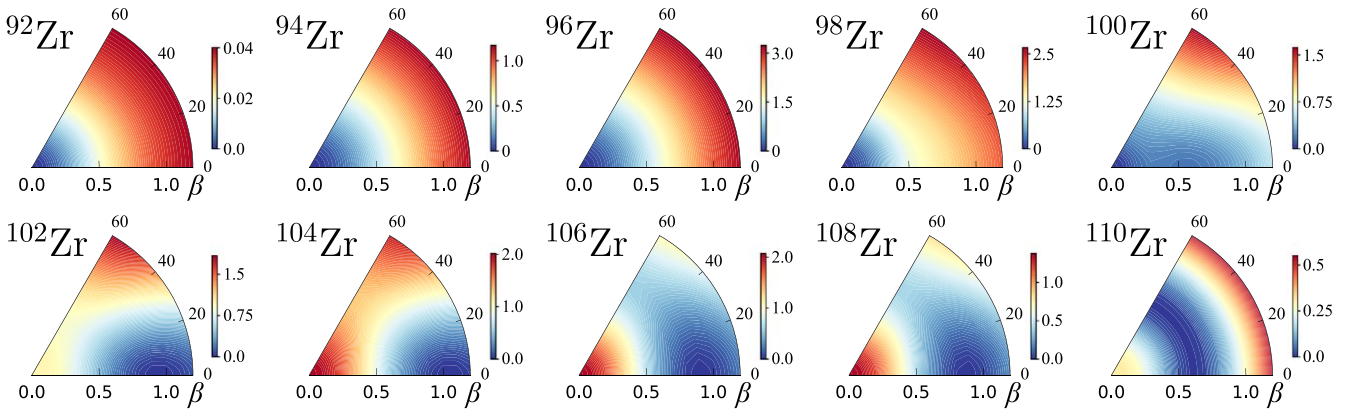 92Zr 60 40 20 0 0.0 0.5 1.0 β 0.04 0.02 0.0
94Zr 60 40 20 0 0.0 0.5 1.0 β 1.0 0.5 0
96Zr 60 40 20 0 0.0 0.5 1.0 β 3.0 1.5 0
98Zr 60 40 20 0 0.0 0.5 1.0 β 2.5 1.25 0
100Zr 60 40 20 0 0.0 0.5 1.0 β 1.5 0.75 0.0
102Zr 60 40 20 0 0.0 0.5 1.0 β 1.5 0.75 0.0
104Zr 60 40 20 0 0.0 0.5 1.0 β 2.0 1.0 0.0
106Zr 60 40 20 0 0.0 0.5 1.0 β 2.0 1.0 0.0
108Zr 60 40 20 0 0.0 0.5 1.0 β 1.0 0.5 0.0
110Zr 60 40 20 0 0.0 0.5 1.0 β 0.5 0.25 0.0